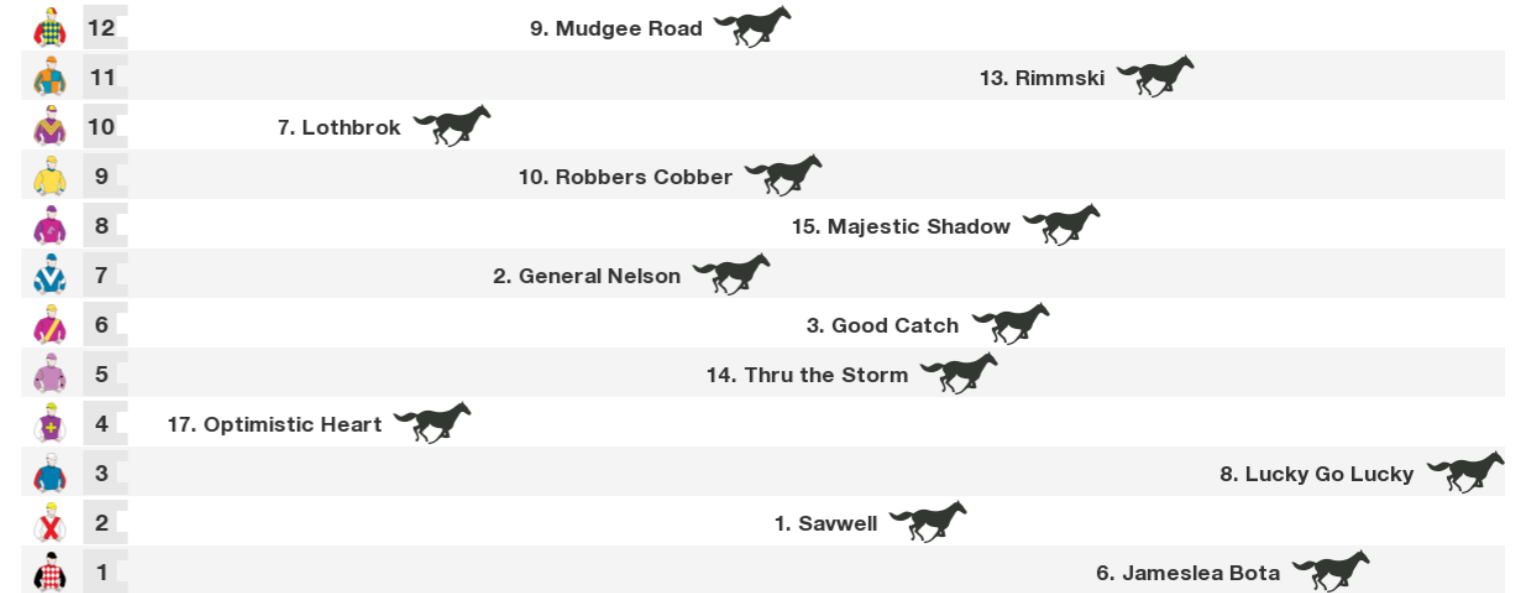 12 9. Mudgee Road
11 13. Rimmski
10 7. Lothbrok
9 10. Robbers Cobber
8 15. Majestic Shadow
7 2. General Nelson
6 3. Good Catch
5 14. Thru the Storm
4 17. Optimistic Heart
3 8. Lucky Go Lucky
2 1. Savwell
1 6. Jameslea Bota